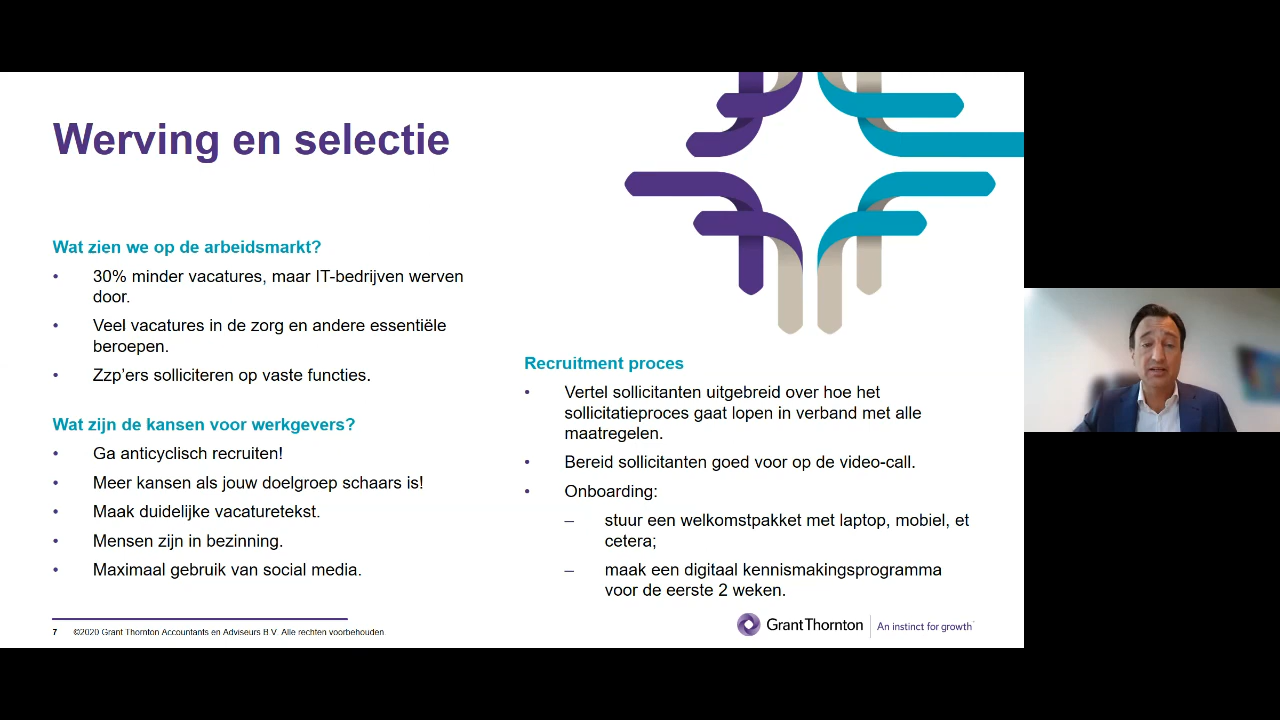 Werving en selectie
Wat zien we op de arbeidsmarkt?
• 30% minder vacatures, maar IT-bedrijven werven
door.
• Veel vacatures in de zorg en andere essentiële
beroepen.
• Zzp'ers solliciteren op vaste functies.
Wat zijn de kansen voor werkgevers?
• Ga anticyclisch recruiten!
• Meer kansen als jouw doelgroep schaars is!
• Maak duidelijke vacaturetekst.
• Mensen zijn in bezinning.
• Maximaal gebruik van social media.
Recruitment proces
• Vertel sollicitanten uitgebreid over hoe het
sollicitatieproces gaat lopen in verband met alle
maatregelen.
• Bereid sollicitanten goed voor op de video-call.
• Onboarding:
– stuur een welkomstpakket met laptop, mobiel, et
cetera;
– maak een digitaal kennismakingsprogramma
voor de eerste 2 weken.
7 ©2020 Grant Thornton Accountants en Adviseurs B.V. Alle rechten voorbehouden
Grant Thornton An instinct for growth